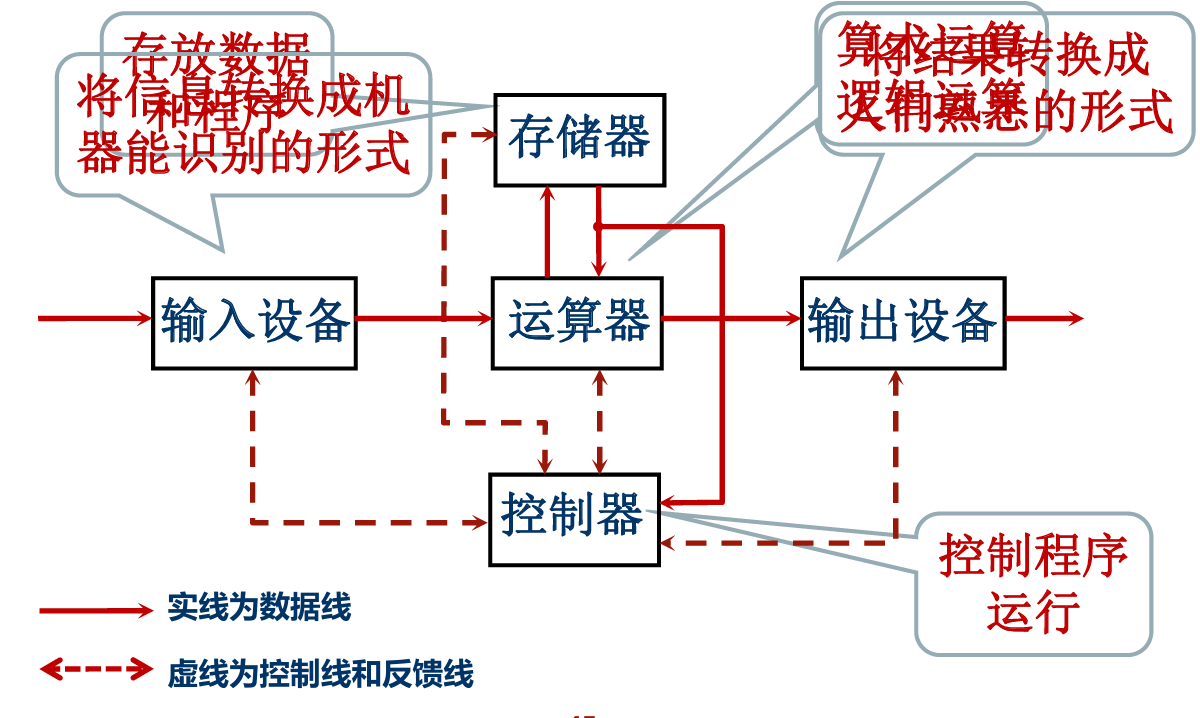 存放数据
和程序
将信息转换成机
器能识别的形式
算术运算
逻辑运算
将结果转换成
人们熟悉的形式
存储器
输入设备
运算器
输出设备
控制器
控制程序
运行
实线为数据线
虚线为控制线和反馈线